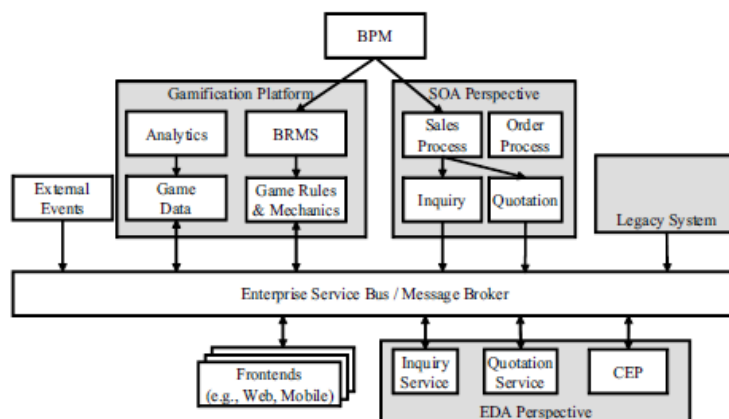 BPM
Gamification Platform
SOA Perspective
Analytics
BRMS
Sales
Process
Order
Process
External
Events
Game
Data
Game Rules
& Mechanics
Inquiry
Quotation
Legacy System
Enterprise Service Bus / Message Broker
Frontends
(e.g., Web, Mobile)
Inquiry
Service
Quotation
Service
CEP
EDA Perspective